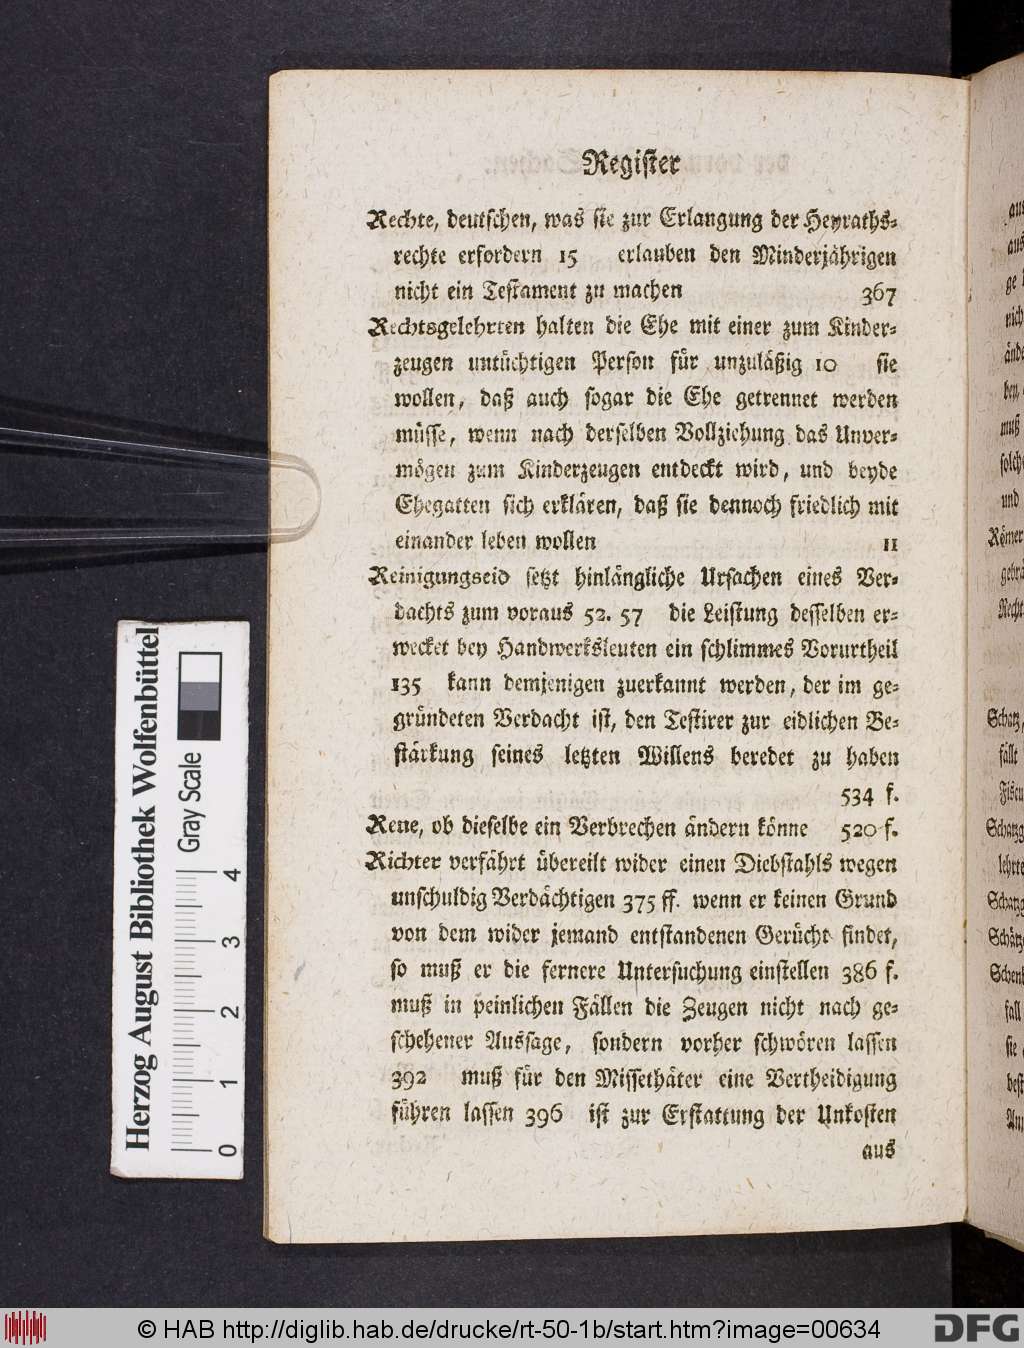 Register
Rechte, deutschen, was sie zur Erlangung der Heyraths-
rechte erfordern 15 erlauben den Minderjährigen
nicht ein Testament zu machen 367
Rechtsgelehrten halten die Ehe mit einer zum Kinder-
zeugen untüchtigen Person für unzuläßig 10 sie
wollen, daß auch sogar die Ehe getrennet werden
müsse, wenn nach derselben Vollziehung das Unver-
mögen zum Kinderzeugen entdeckt wird, und beyde
Ehegatten sich erklären, daß sie dennoch friedlich mit
einander leben wollen 11
Reinigungseid setzt hinlängliche Ursachen eines Ver-
dachts zum voraus 52. 57 die Leistung desselben er-
wecket bey Handwerksleuten ein schlimmes Vorurtheil
135 kann demjenigen zuerkannt werden, der im ge-
gründeten Verdacht ist, den Testirer zur eidlichen Be-
stärkung seines letzten Willens beredet zu haben
534 f.
Reue, ob dieselbe ein Verbrechen ändern könne 520 f.
Richter verfährt übereilt wider einen Diebstahls wegen
unschuldig Verdächtigen 375 ff. wenn er keinen Grund
von dem wider jemand entstandenen Gerücht findet,
so muß er die fernere Untersuchung einstellen 386 f.
muß in peinlichen Fällen die Zeugen nicht nach ge-
schehener Aussage, sondern vorher schwören lassen
392 muß für den Missethäter eine Vertheidigung
führen lassen 396 ist zur Erstattung der Unkosten
aus
Herzog August Bibliothek Wolfenbüttel
Gray Scale
0 1 2 3 4
© HAB http://diglib.hab.de/drucke/rt-50-1b/start.htm?image=00634
DFG